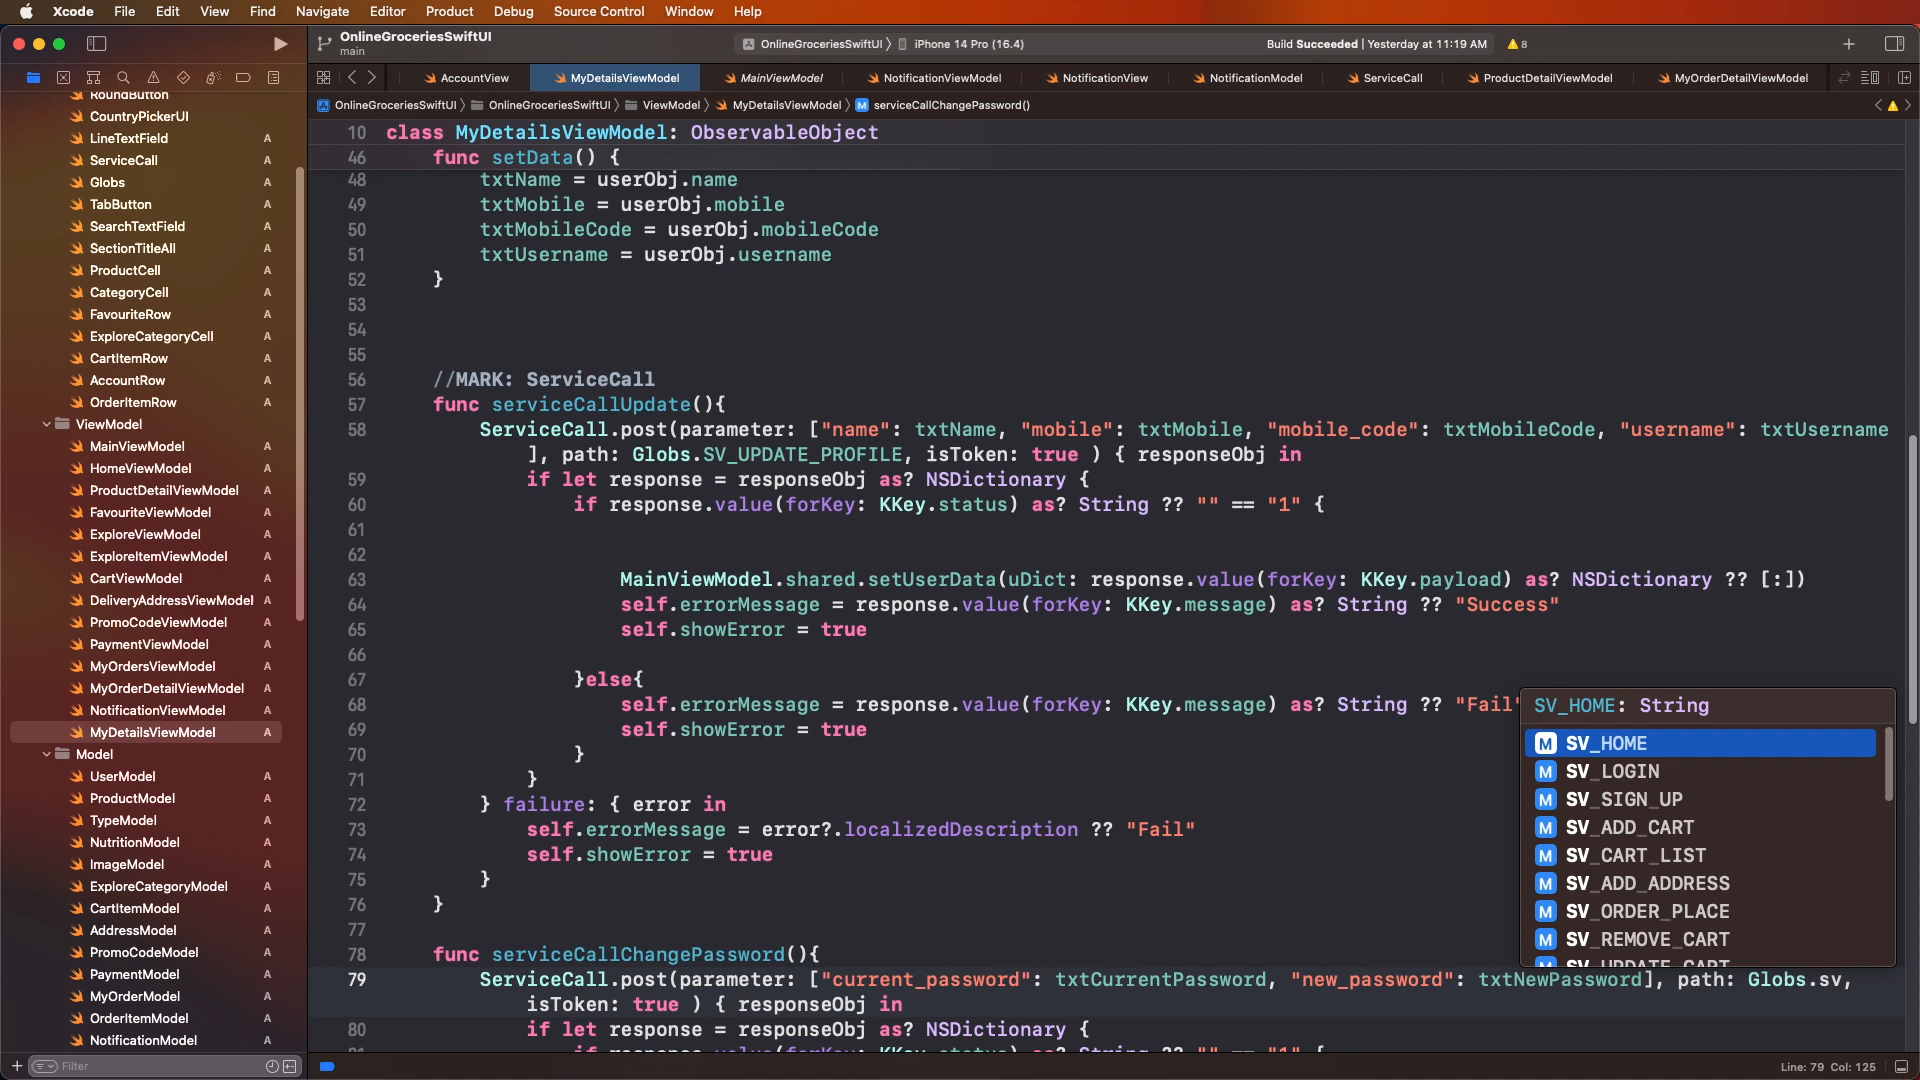 Xcode File Edit View Find Navigate Editor Product Debug Source Control Window Help
OnlineGroceriesSwiftUI
main
OnlineGroceriesSwiftUI iPhone 14 Pro (16.4)
Build Succeeded | Yesterday at 11:19 AM 8
AccountView MyDetailsViewModel MainViewModel NotificationViewModel NotificationView NotificationModel ServiceCall ProductDetailViewModel MyOrderDetailViewModel
OnlineGroceriesSwiftUI OnlineGroceriesSwiftUI ViewModel MyDetailsViewModel M serviceCallChangePassword()
RoundButton
CountryPickerUI
LineTextField A
ServiceCall A
Globs A
TabButton A
SearchTextField A
SectionTitleAll A
ProductCell A
CategoryCell A
FavouriteRow A
ExploreCategoryCell A
CartItemRow A
AccountRow A
OrderItemRow A
ViewModel
MainViewModel A
HomeViewModel A
ProductDetailViewModel A
FavouriteViewModel A
ExploreViewModel A
ExploreItemViewModel A
CartViewModel A
DeliveryAddressViewModel A
PromoCodeViewModel A
PaymentViewModel A
MyOrdersViewModel A
MyOrderDetailViewModel A
NotificationViewModel A
MyDetailsViewModel A
Model
UserModel A
ProductModel A
TypeModel A
NutritionModel A
ImageModel A
ExploreCategoryModel A
CartItemModel A
AddressModel A
PromoCodeModel A
PaymentModel A
MyOrderModel A
OrderItemModel A
NotificationModel A
Filter
10 class MyDetailsViewModel: ObservableObject
46 func setData() {
48 txtName = userObj.name
49 txtMobile = userObj.mobile
50 txtMobileCode = userObj.mobileCode
51 txtUsername = userObj.username
52 }
53
54
55
56 //MARK: ServiceCall
57 func serviceCallUpdate(){
58 ServiceCall.post(parameter: ["name": txtName, "mobile": txtMobile, "mobile_code": txtMobileCode, "username": txtUsername
], path: Globs.SV_UPDATE_PROFILE, isToken: true ) { responseObj in
59 if let response = responseObj as? NSDictionary {
60 if response.value(forKey: KKey.status) as? String ?? "" == "1" {
61
62
63 MainViewModel.shared.setUserData(uDict: response.value(forKey: KKey.payload) as? NSDictionary ?? [:])
64 self.errorMessage = response.value(forKey: KKey.message) as? String ?? "Success"
65 self.showError = true
66
67 }else{
68 self.errorMessage = response.value(forKey: KKey.message) as? String ?? "Fail"
69 self.showError = true
70 }
71 }
72 } failure: { error in
73 self.errorMessage = error?.localizedDescription ?? "Fail"
74 self.showError = true
75 }
76 }
77
78 func serviceCallChangePassword(){
79 ServiceCall.post(parameter: ["current_password": txtCurrentPassword, "new_password": txtNewPassword], path: Globs.sv,
isToken: true ) { responseObj in
80 if let response = responseObj as? NSDictionary {
SV_HOME: String
M SV_HOME
M SV_LOGIN
M SV_SIGN_UP
M SV_ADD_CART
M SV_CART_LIST
M SV_ADD_ADDRESS
M SV_ORDER_PLACE
M SV_REMOVE_CART
M SV_UPDATE_CART
Line: 79 Col: 125